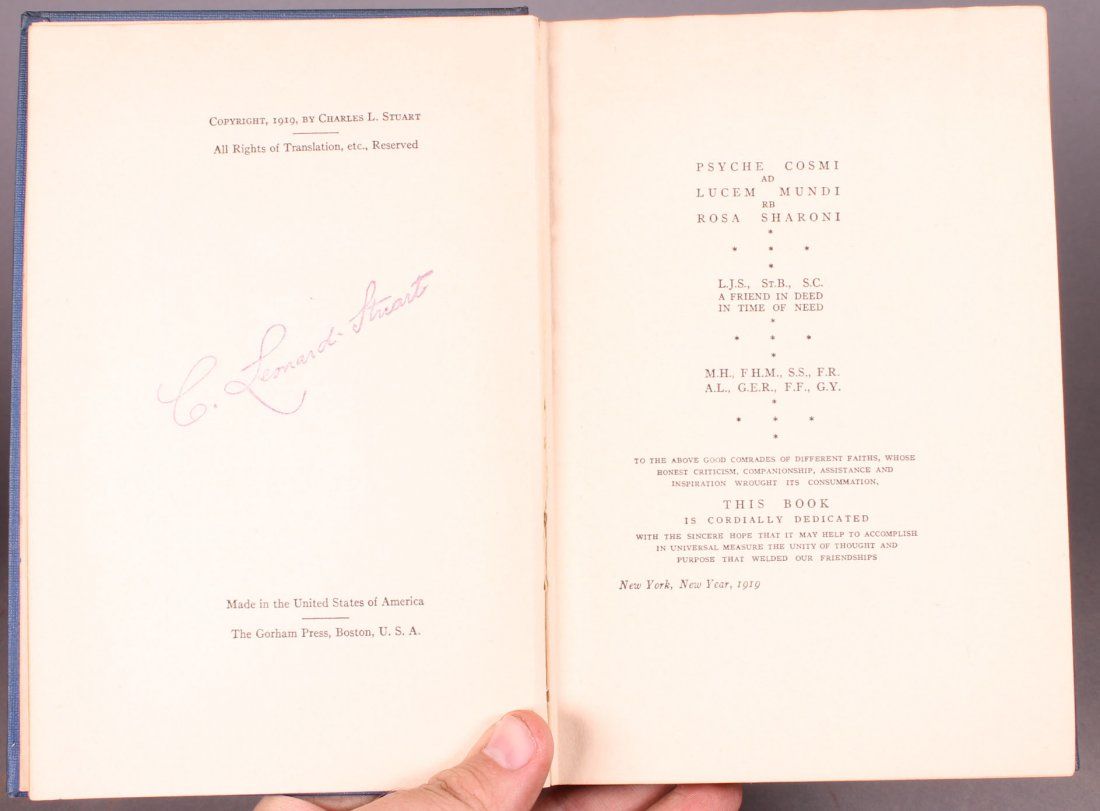 COPYRIGHT, 1919, BY CHARLES L. STUART
All Rights of Translation, etc., Reserved
C. Leonard Stuart
Made in the United States of America
The Gorham Press, Boston, U. S. A.
PSYCHE COSMI
AD
LUCEM MUNDI
RB
ROSA SHARONI
*
* * *
*
L.J.S., ST.B., S.C.
A FRIEND IN DEED
IN TIME OF NEED
*
* * *
*
M.H., F H.M., S.S., F.R.
A.L., G.E.R., F.F., G.Y.
*
* * *
*
TO THE ABOVE GOOD COMRADES OF DIFFERENT FAITHS, WHOSE
HONEST CRITICISM, COMPANIONSHIP, ASSISTANCE AND
INSPIRATION WROUGHT ITS CONSUMMATION,
THIS BOOK
IS CORDIALLY DEDICATED
WITH THE SINCERE HOPE THAT IT MAY HELP TO ACCOMPLISH
IN UNIVERSAL MEASURE THE UNITY OF THOUGHT AND
PURPOSE THAT WELDED OUR FRIENDSHIPS
New York, New Year, 1919